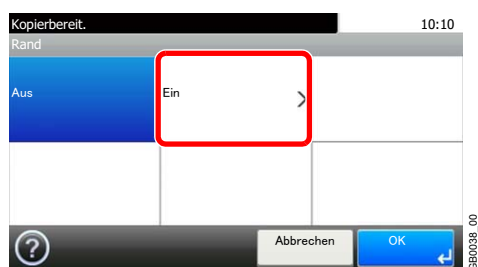 Kopierbereit. 10:10
Rand
Aus Ein
Abbrechen OK
GB0038_00